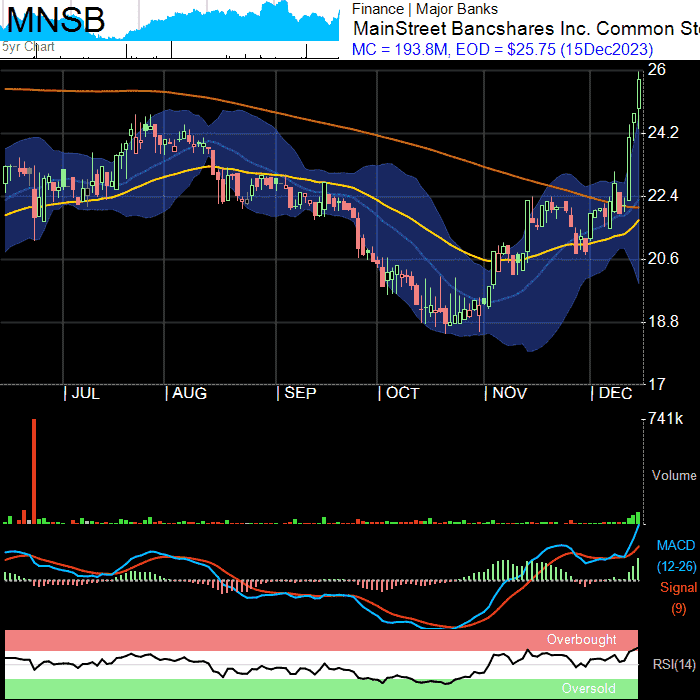 MNSB
5yr Chart
Finance | Major Banks
MainStreet Bancshares Inc. Common Sto
MC = 193.8M, EOD = $25.75 (15Dec2023)
26
24.2
22.4
20.6
18.8
17
| JUL | AUG | SEP | OCT | NOV | DEC
741k
Volume
MACD
(12-26)
Signal
(9)
Overbought
RSI(14)
Oversold